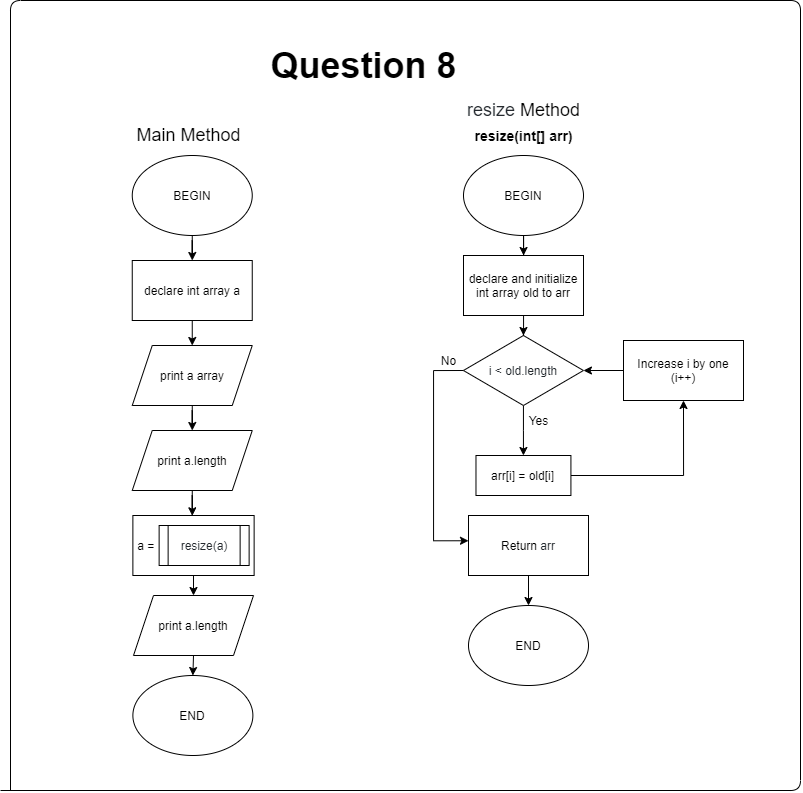 Question 8
Main Method
BEGIN
declare int array a
print a array
print a.length
a =
resize(a)
print a.length
END
resize Method
resize(int[] arr)
BEGIN
declare and initialize
int array old to arr
i < old.length
No
Yes
Increase i by one
(i++)
arr[i] = old[i]
Return arr
END